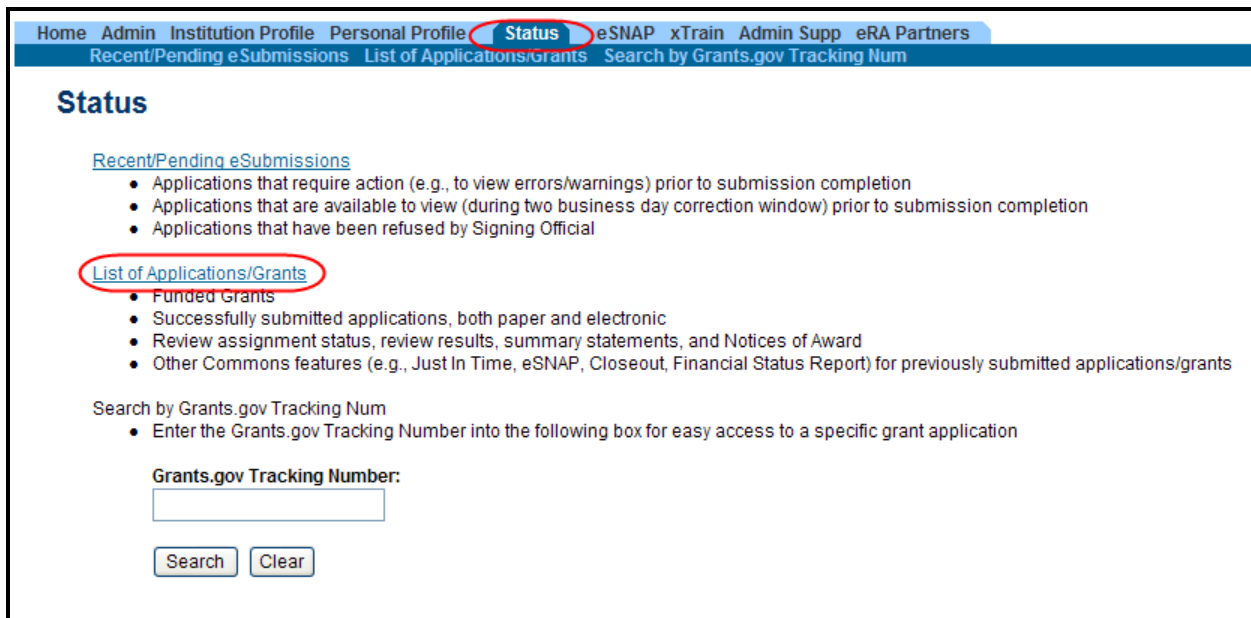 Home Admin Institution Profile Personal Profile Status eSNAP xTrain Admin Supp eRA Partners
Recent/Pending eSubmissions List of Applications/Grants Search by Grants.gov Tracking Num
Status
Recent/Pending eSubmissions
• Applications that require action (e.g., to view errors/warnings) prior to submission completion
• Applications that are available to view (during two business day correction window) prior to submission completion
• Applications that have been refused by Signing Official
List of Applications/Grants
• Funded Grants
• Successfully submitted applications, both paper and electronic
• Review assignment status, review results, summary statements, and Notices of Award
• Other Commons features (e.g., Just In Time, eSNAP, Closeout, Financial Status Report) for previously submitted applications/grants
Search by Grants.gov Tracking Num
• Enter the Grants.gov Tracking Number into the following box for easy access to a specific grant application
Grants.gov Tracking Number:
Search Clear